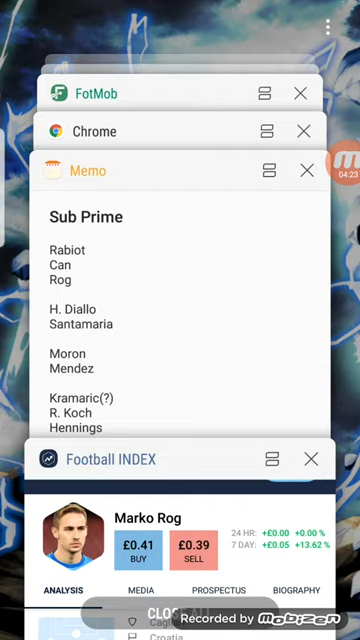 FotMob
Chrome
Memo
04:23
Sub Prime
Rabiot
Can
Rog
H. Diallo
Santamaria
Moron
Mendez
Kramaric(?)
R. Koch
Hennings
Football INDEX
Marko Rog
£0.41
BUY
£0.39
SELL
24 HR: +£0.00 +0.00 %
7 DAY: +£0.05 +13.62 %
ANALYSIS MEDIA PROSPECTUS BIOGRAPHY
CLOSE ALL
Recorded by mobizen
Croatia